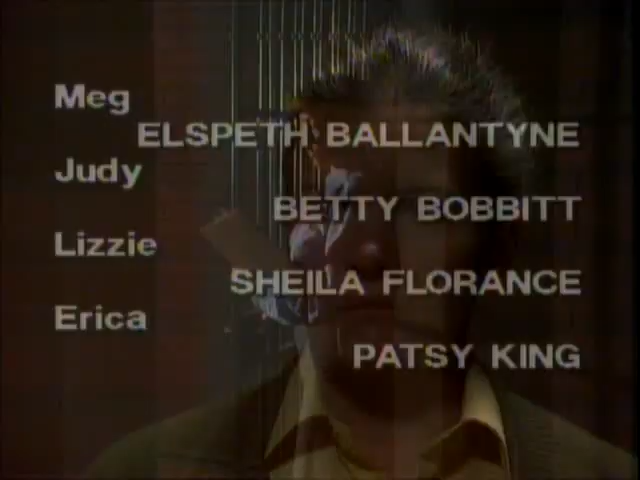 Meg
ELSPETH BALLANTYNE
Judy
BETTY BOBBITT
Lizzie
SHEILA FLORANCE
Erica
PATSY KING